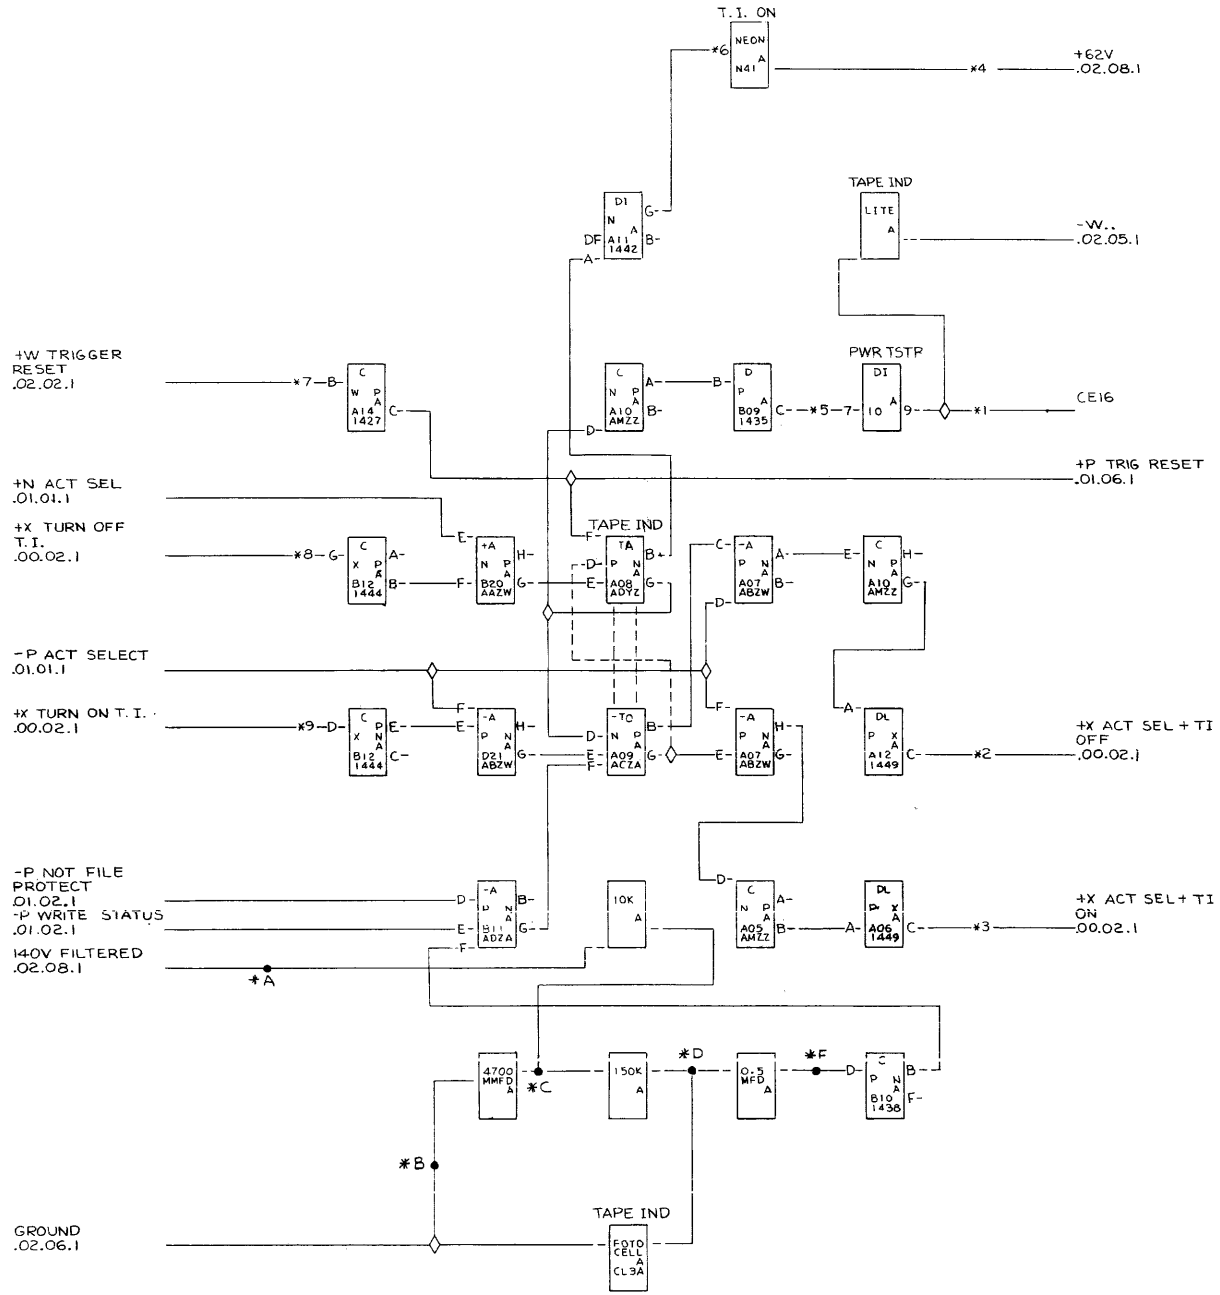 T.I. ON
NEON
A
N41
*6
*4
+62V
.02.08.1
TAPE IND
LITE
A
-W..
.02.05.1
D1
N
A
A11
1442
G-
DF
B-
A-
+W TRIGGER
RESET
.02.02.1
*7-B-
C
W P
A
A14
1427
C-
C
N P
A
A10
AMZZ
A-
B-
D-
B-
D
P
A
B09
1435
C-
*5-7-
PWR TSTP
DI
A
10
9-
*1
CE16
+P TRIG RESET
.01.06.1
+N ACT SEL
.01.01.1
+X TURN OFF
T.I.
.00.02.1
*8-G-
C
X P
A
B12
1444
A-
B-
E-
F-
+A
N P
A
B20
AAZW
H-
G-
TAPE IND
F-
D-
E-
TA
P N
A
A08
ADYZ
B+
G-
C-
D-
-A
P N
A
A07
ABZW
A-
B-
E-
C
N P
A
A10
AMZZ
H-
G-
-P ACT SELECT
.01.01.1
+X TURN ON T.I.
.00.02.1
*9-D-
C
P
X N
A
B12
1444
E-
C-
F-
E-
-A
P N
A
D21
ABZW
H-
G-
D-
E-
F-
-TO
N P
A
A09
ACZA
B-
G-
F-
E-
-A
P N
A
A07
ABZW
H-
G-
A-
DL
P X
A
A12
1449
C-
*2
+X ACT SEL + TI
OFF
.00.02.1
-P NOT FILE
PROTECT
.01.02.1
-P WRITE STATUS
.01.02.1
140V FILTERED
.02.08.1
*A
D-
E-
F-
-A
P N
A
B11
ADZA
B-
G-
10K
A
D-
C
N P
A
A05
AMZZ
A-
B-
A-
DL
P X
A
A06
1449
C-
*3
+X ACT SEL + TI
ON
.00.02.1
4700
MMFD
A
*C
150K
A
*D
0.5
MFD
A
*F
D-
C
P N
A
B10
1438
B-
F-
*B
GROUND
.02.06.1
TAPE IND
FOTO
CELL
A
CL3A